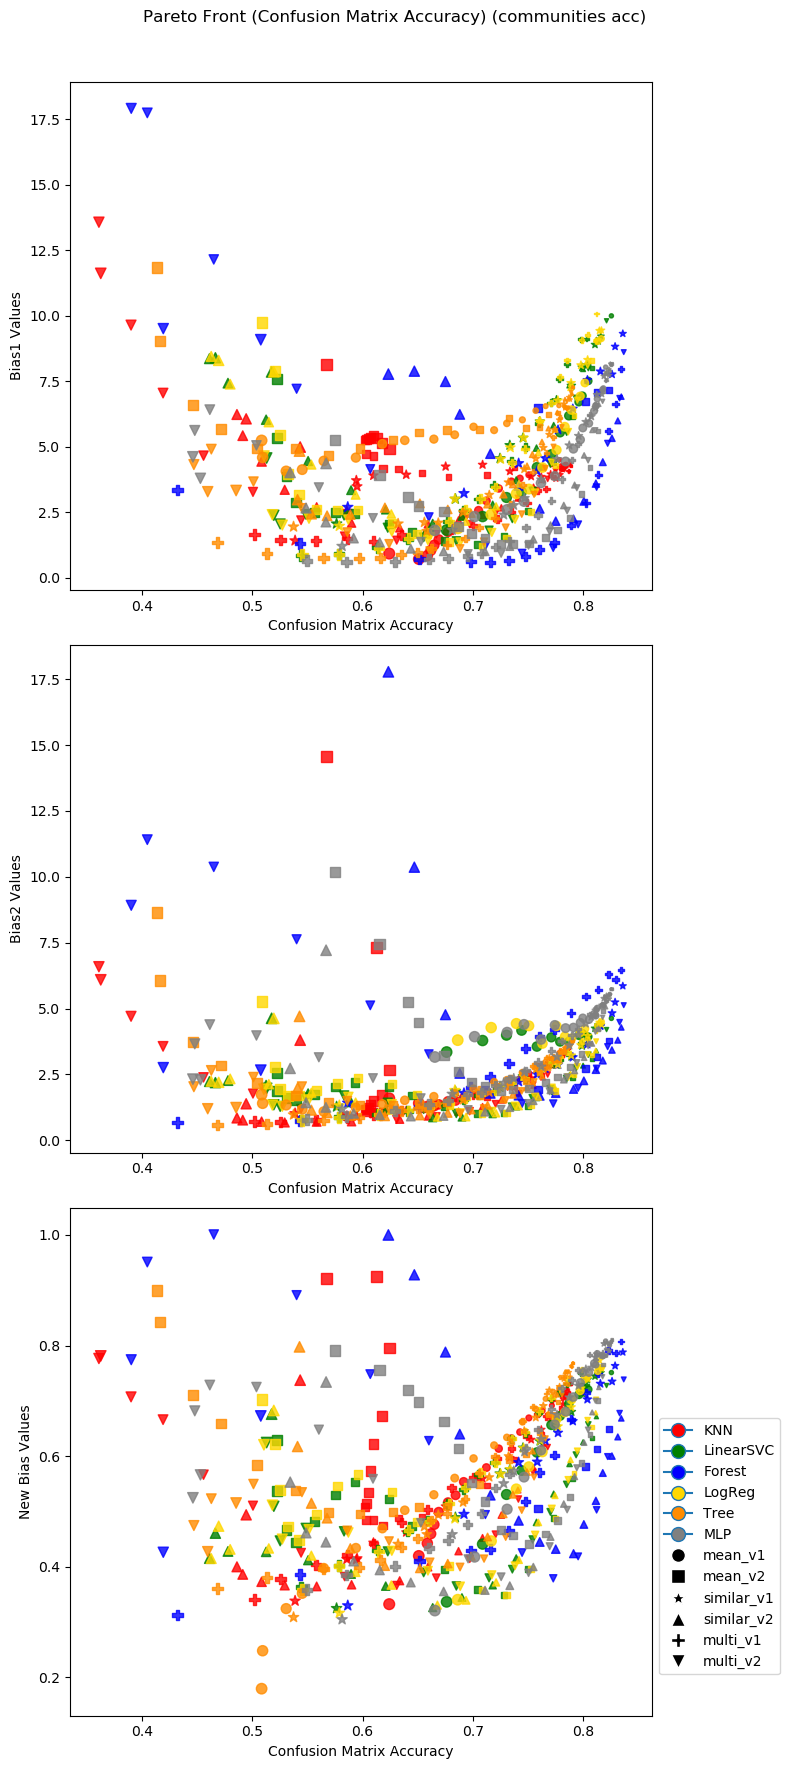 Pareto Front (Confusion Matrix Accuracy) (communities acc)
17.5
15.0
12.5
10.0
7.5
5.0
2.5
0.0
Bias1 Values
0.4 0.5 0.6 0.7 0.8
Confusion Matrix Accuracy
17.5
15.0
12.5
10.0
7.5
5.0
2.5
0.0
Bias2 Values
0.4 0.5 0.6 0.7 0.8
Confusion Matrix Accuracy
1.0
0.8
0.6
0.4
0.2
New Bias Values
0.4 0.5 0.6 0.7 0.8
Confusion Matrix Accuracy
KNN
LinearSVC
Forest
LogReg
Tree
MLP
mean_v1
mean_v2
similar_v1
similar_v2
multi_v1
multi_v2